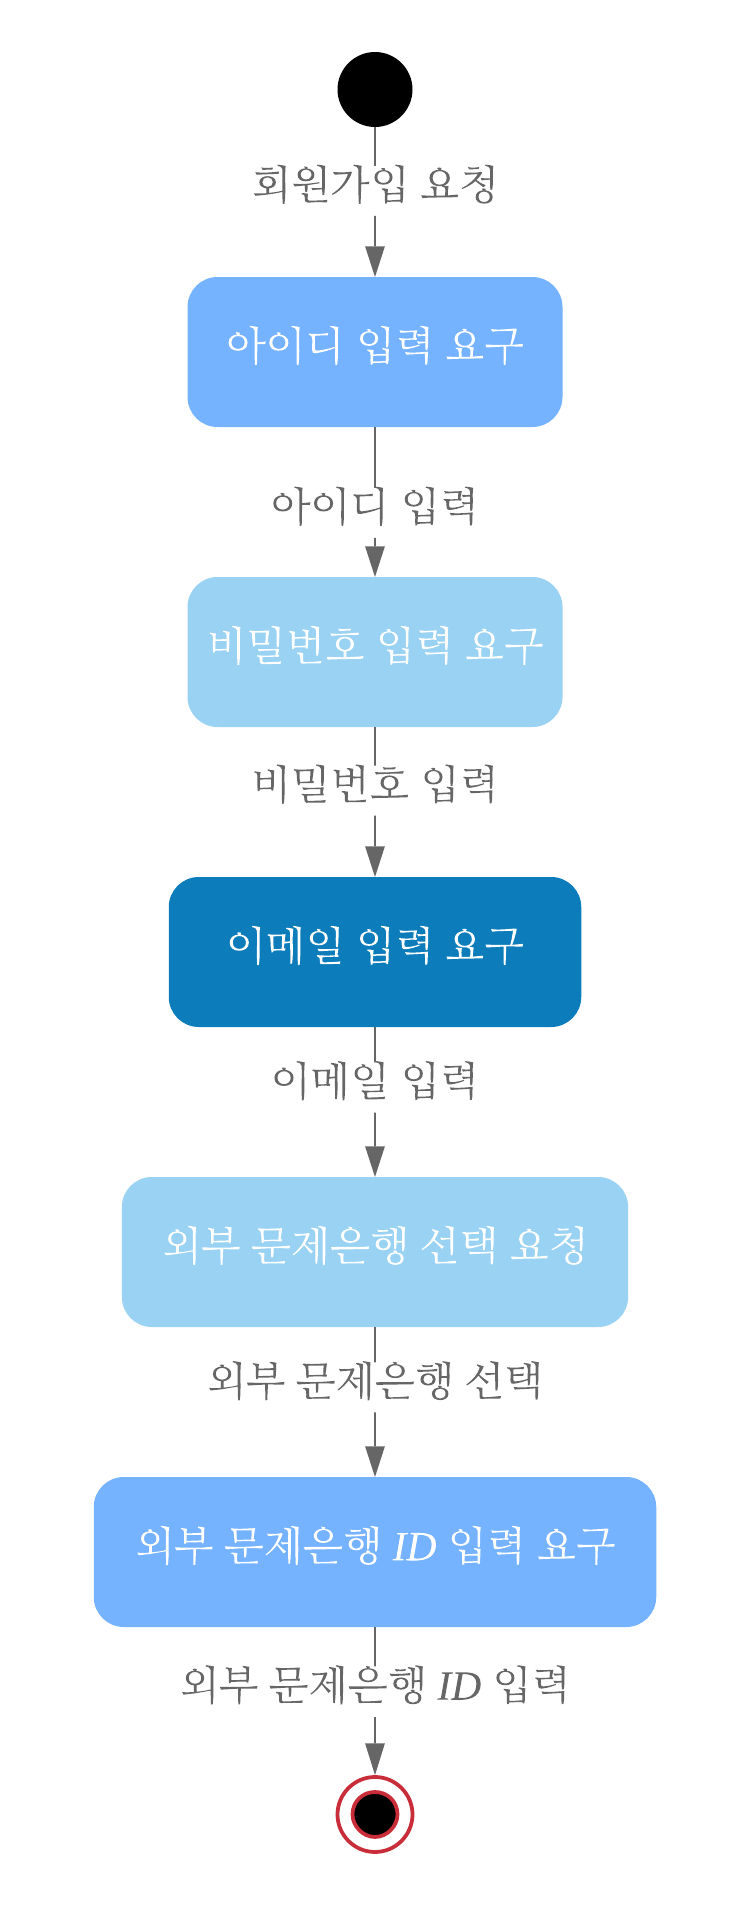 회원가입 요청
아이디 입력 요구
아이디 입력
비밀번호 입력 요구
비밀번호 입력
이메일 입력 요구
이메일 입력
외부 문제은행 선택 요청
외부 문제은행 선택
외부 문제은행 ID 입력 요구
외부 문제은행 ID 입력